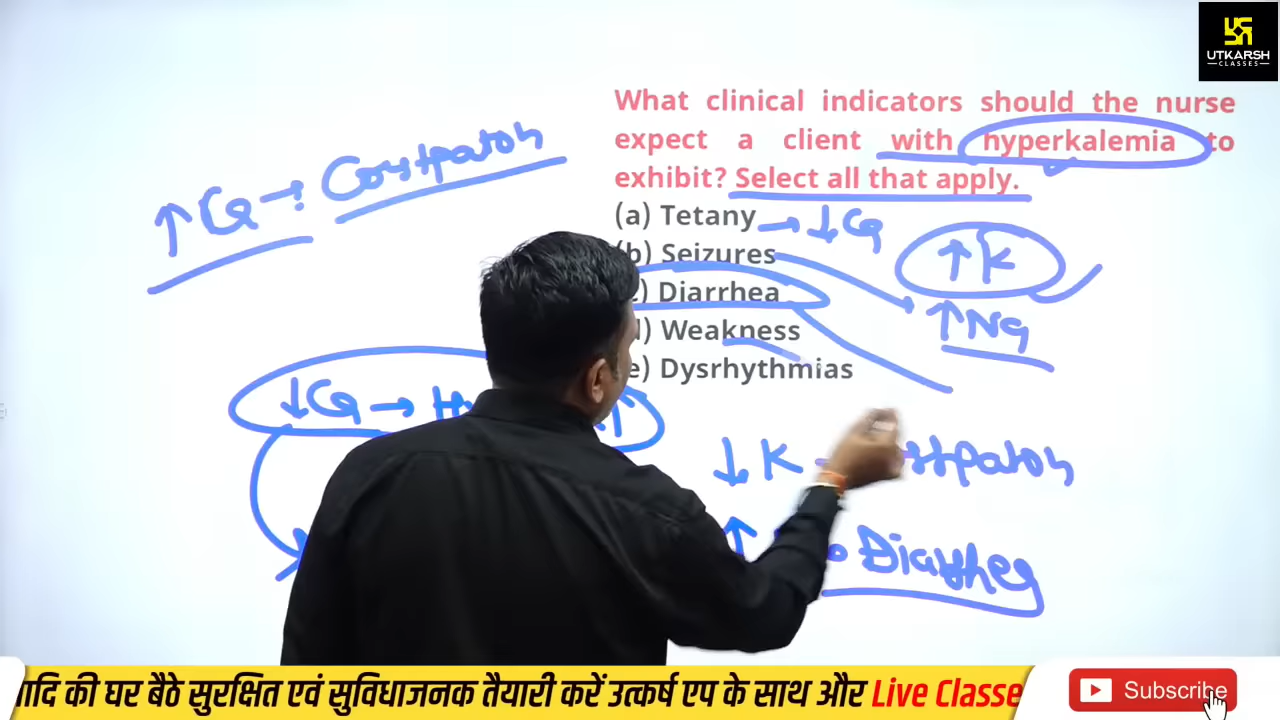 UTKARSH
CLASSES
What clinical indicators should the nurse
expect a client with hyperkalemia to
exhibit? Select all that apply.
(a) Tetany → ↓Ca
(b) Seizures
↑K
) Diarrhea
) Weakness
↑Na
e) Dysrhythmias
↑Ca →
↓Ca →
↓K
↑
Diarrhea
ादि की घर बैठे सुरक्षित एवं सुविधाजनक तैयारी करें उत्कर्ष एप के साथ और Live Classe
Subscribe